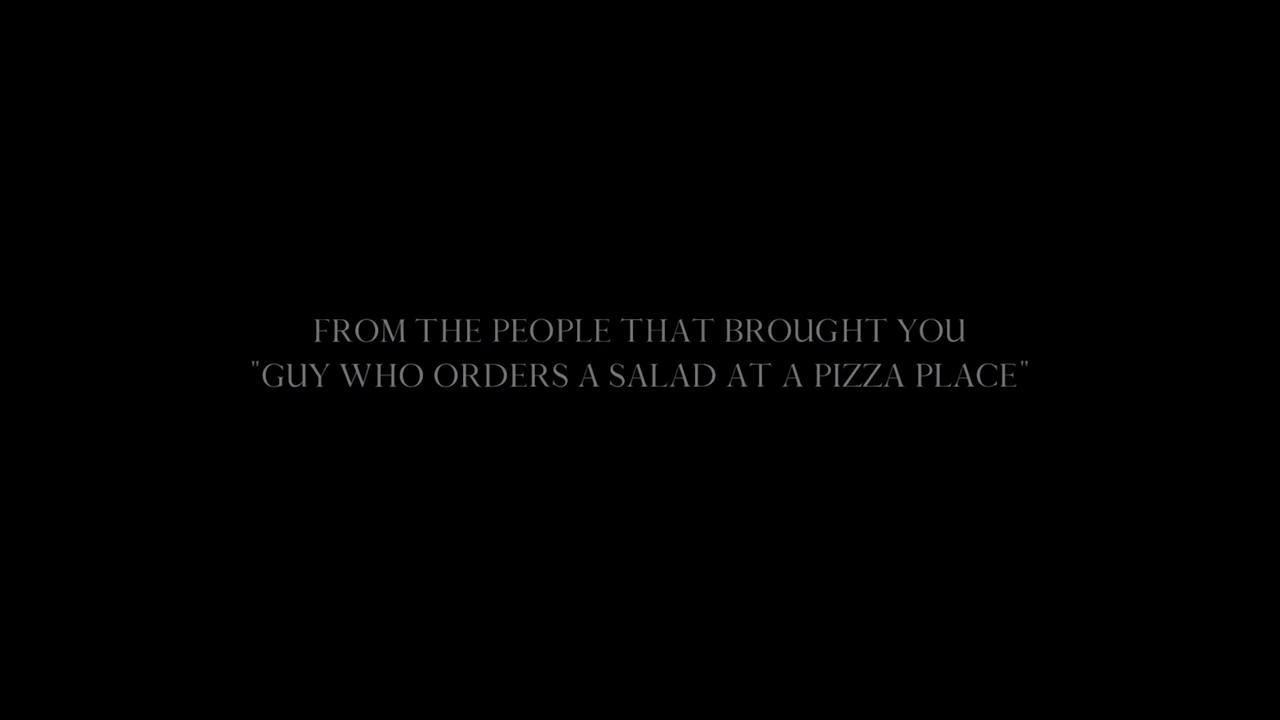 FROM THE PEOPLE THAT BROUGHT YOU
"GUY WHO ORDERS A SALAD AT A PIZZA PLACE"